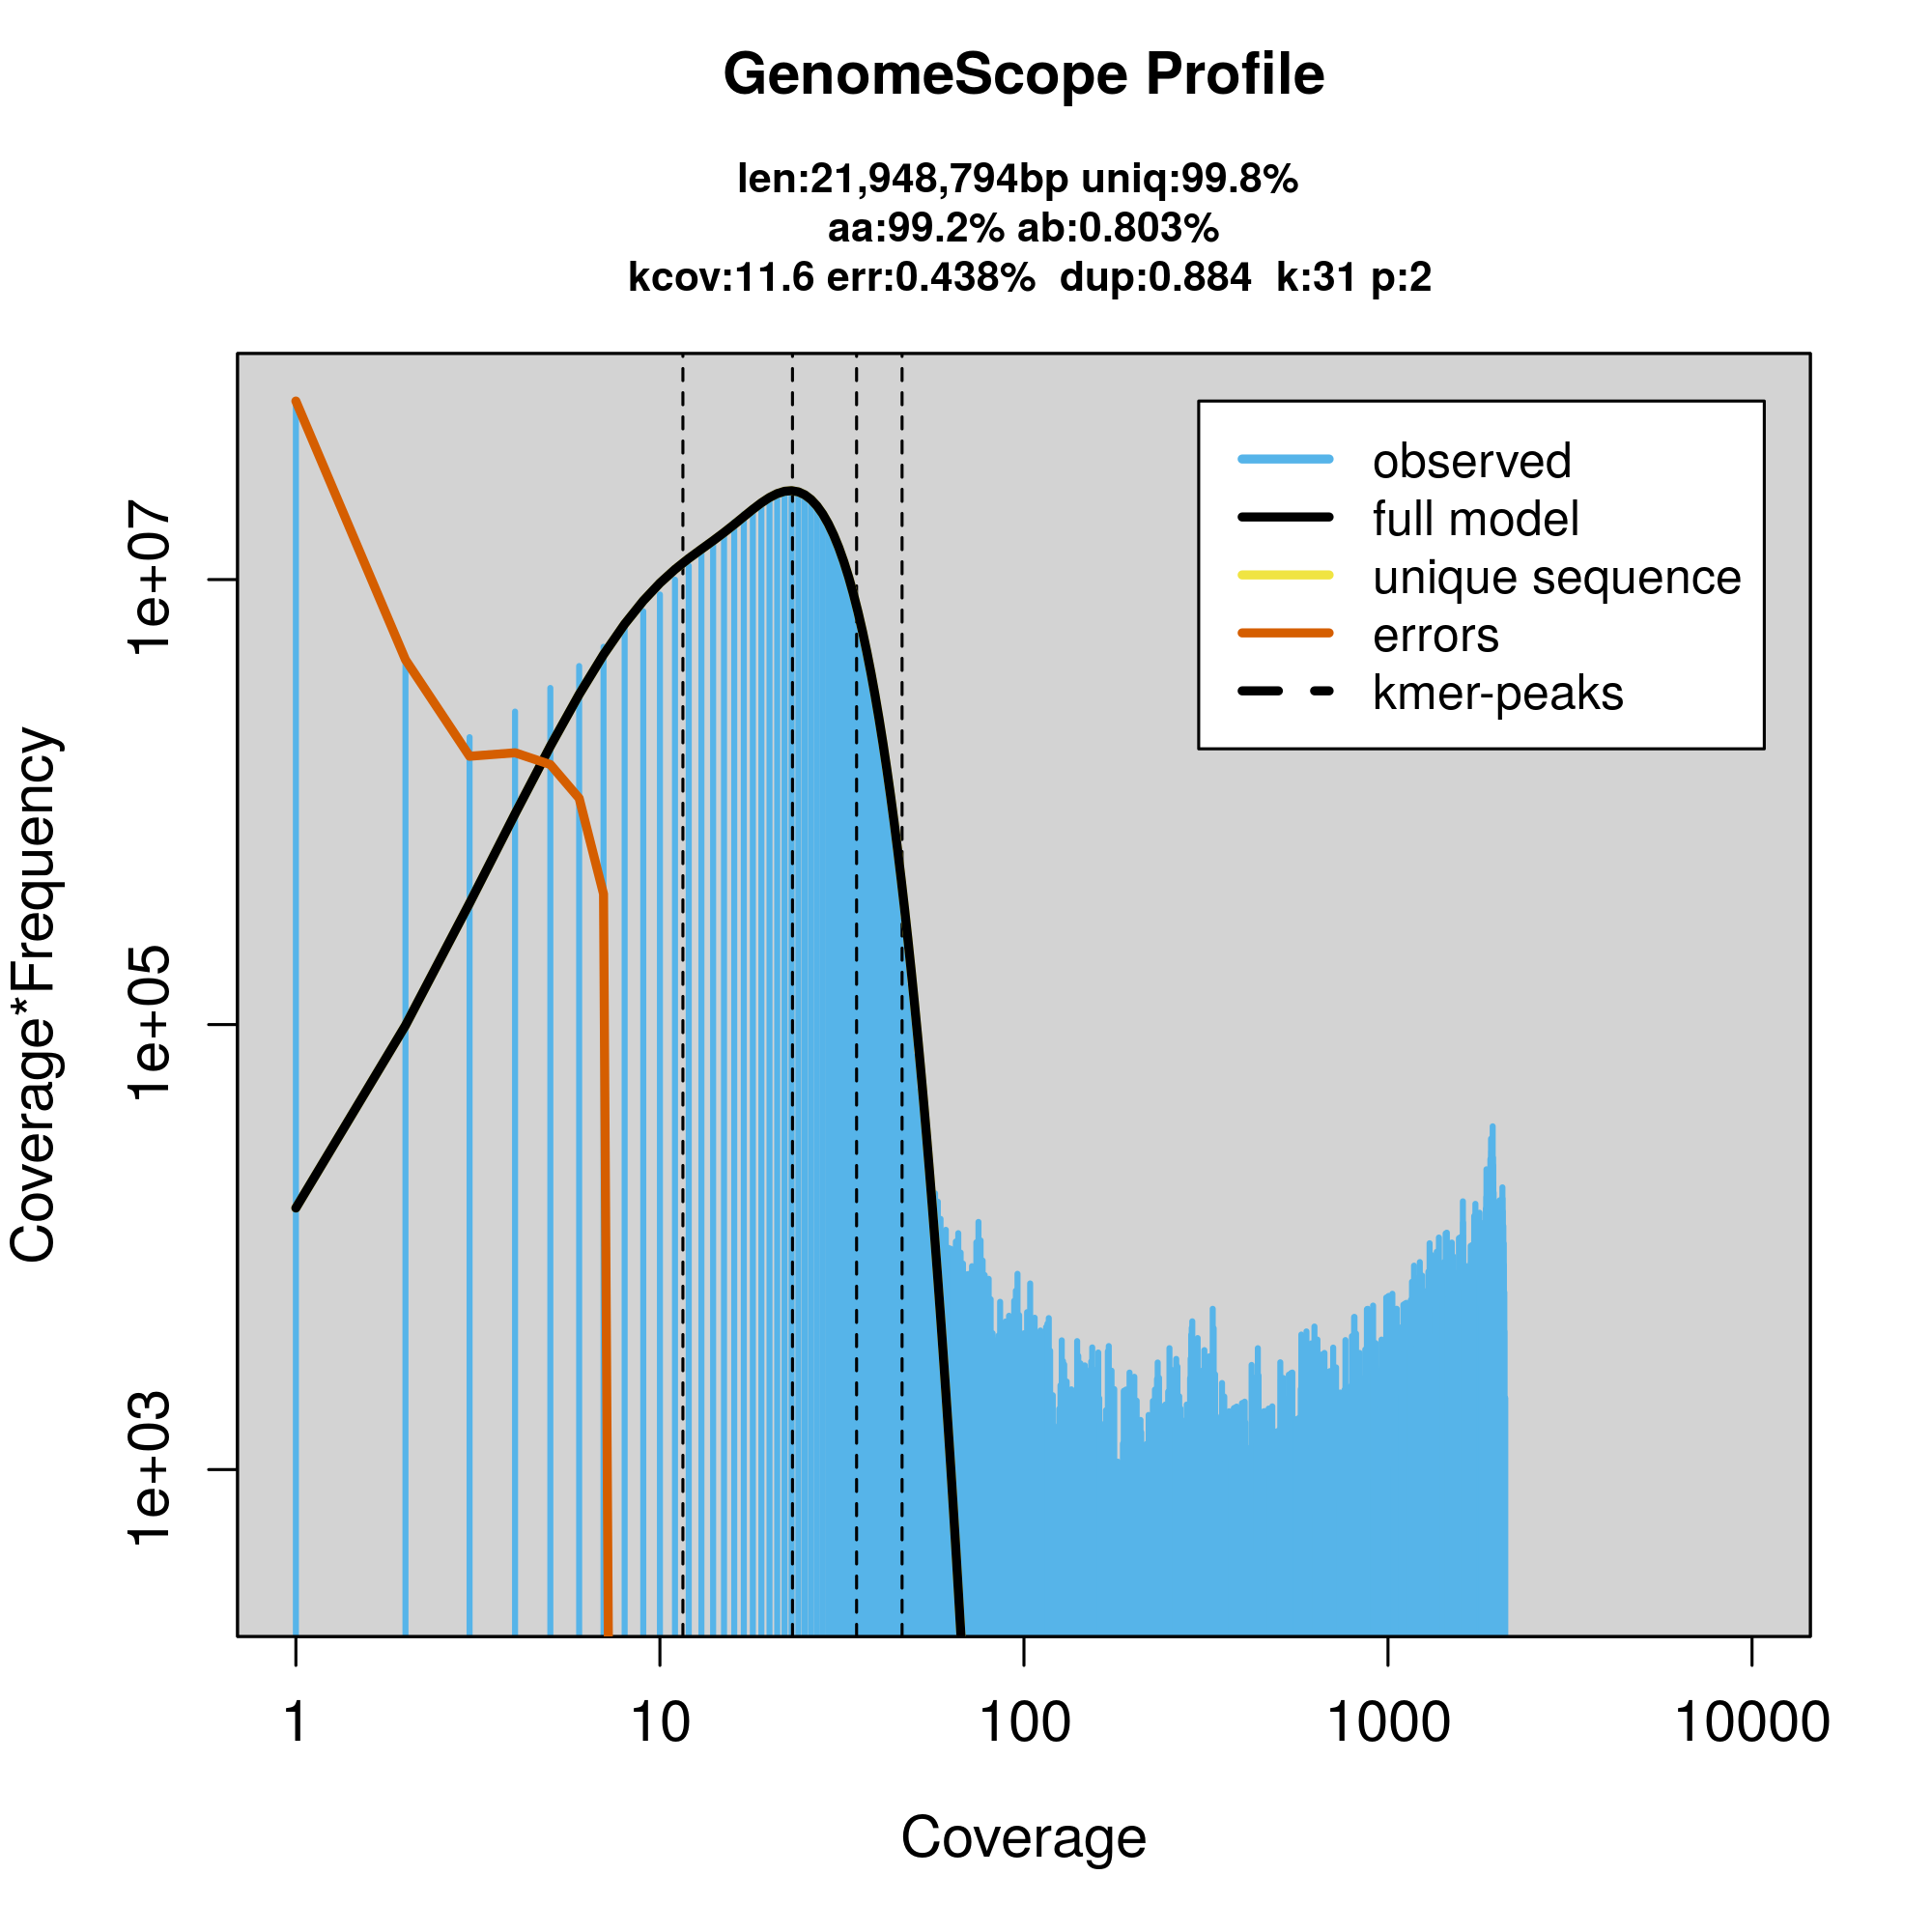 GenomeScope Profile
len:21,948,794bp uniq:99.8%
aa:99.2% ab:0.803%
kcov:11.6 err:0.438% dup:0.884 k:31 p:2
observed
full model
unique sequence
errors
kmer-peaks
Coverage*Frequency
1e+07
1e+05
1e+03
1 10 100 1000 10000
Coverage